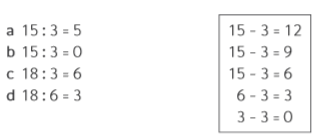 a 15 : 3 = 5
b 15 : 3 = 0
c 18 : 3 = 6
d 18 : 6 = 3
15 - 3 = 12
15 - 3 = 9
15 - 3 = 6
6 - 3 = 3
3 - 3 = 0